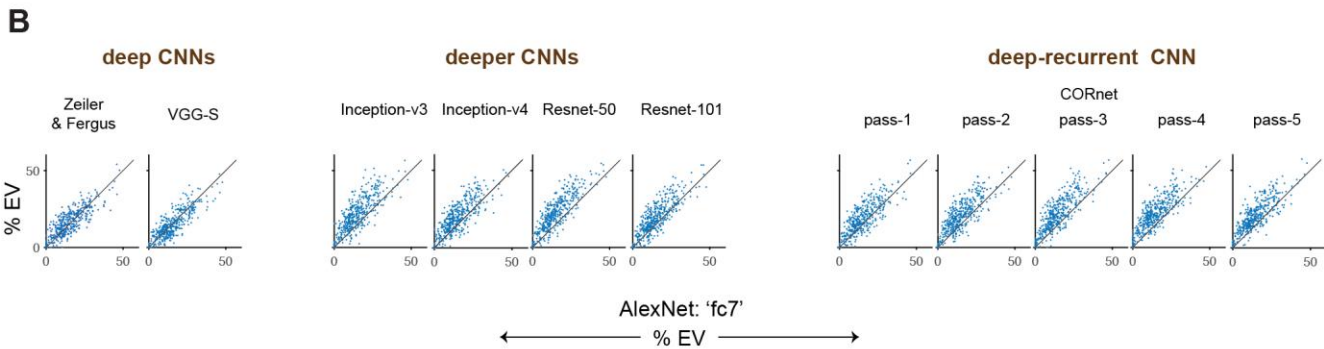 B
deep CNNs
deeper CNNs
deep-recurrent CNN
Zeiler
& Fergus
VGG-S
Inception-v3
Inception-v4
Resnet-50
Resnet-101
CORnet
pass-1
pass-2
pass-3
pass-4
pass-5
% EV
50
0
0 50
0 50
0 50
0 50
0 50
0 50
0 50
0 50
0 50
0 50
0 50
AlexNet: ‘fc7’
% EV